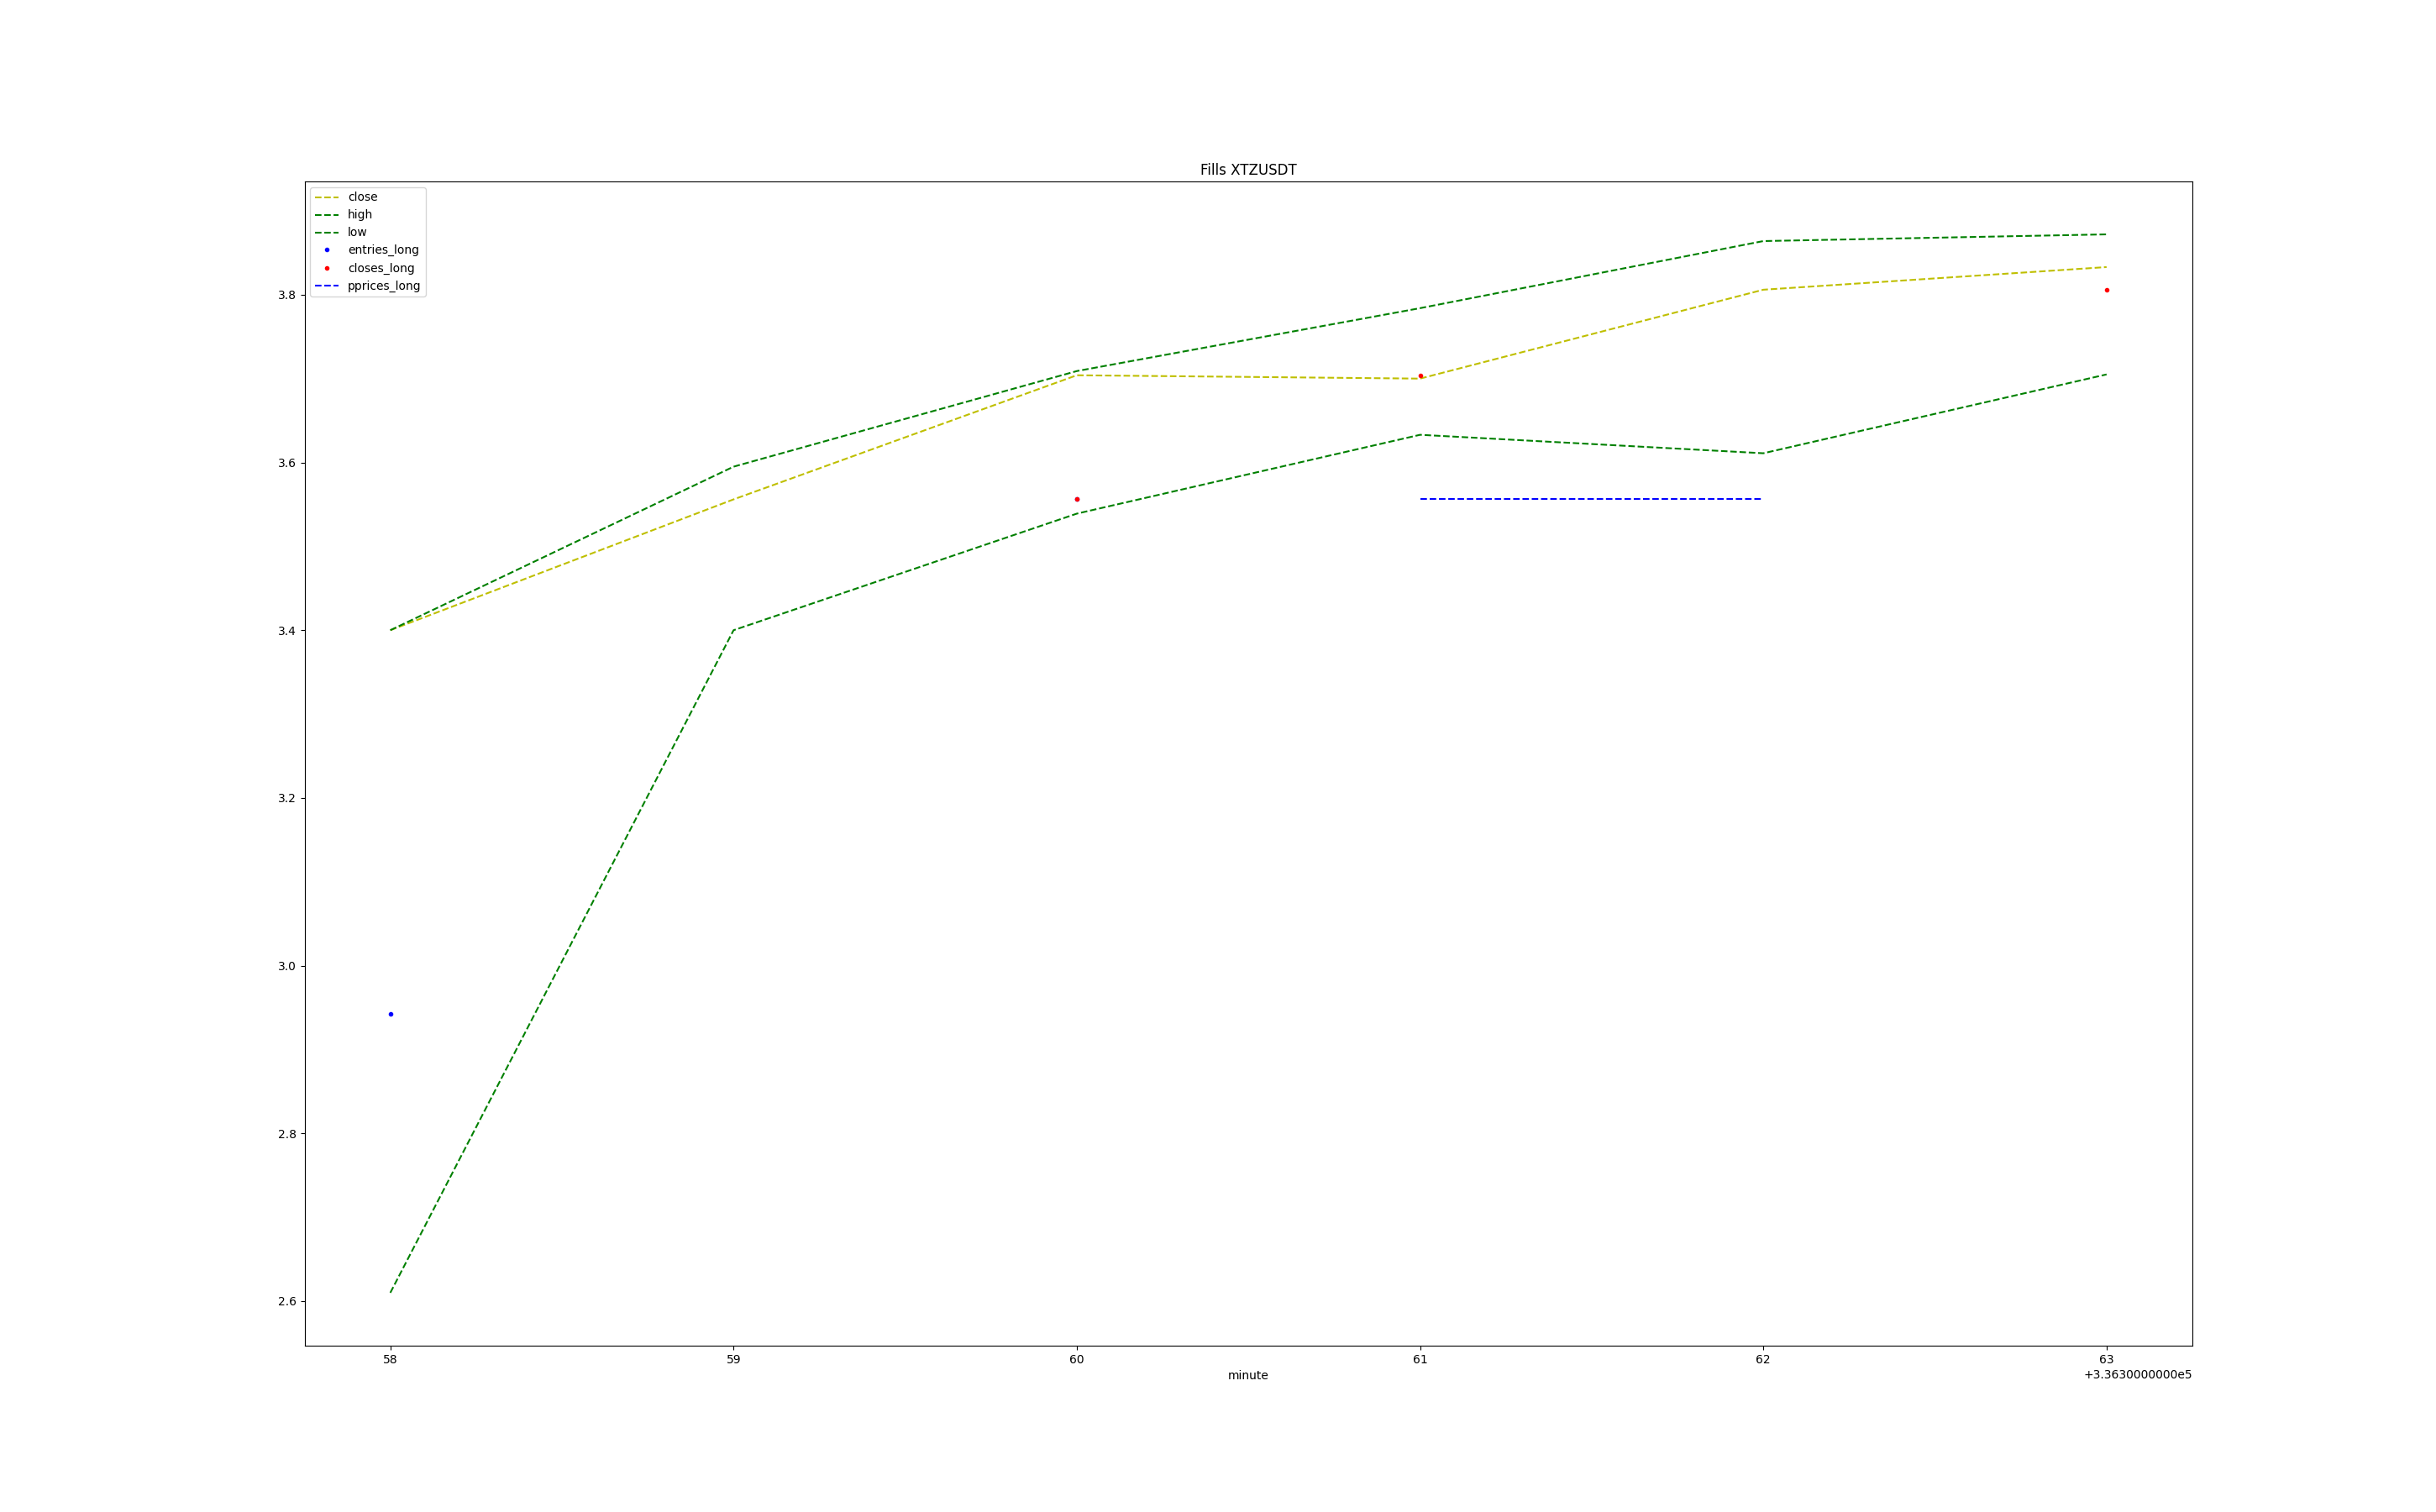 Fills XTZUSDT
close
high
low
entries_long
closes_long
pprices_long
3.8
3.6
3.4
3.2
3.0
2.8
2.6
58 59 60 61 62 63
minute
+3.3630000000e5